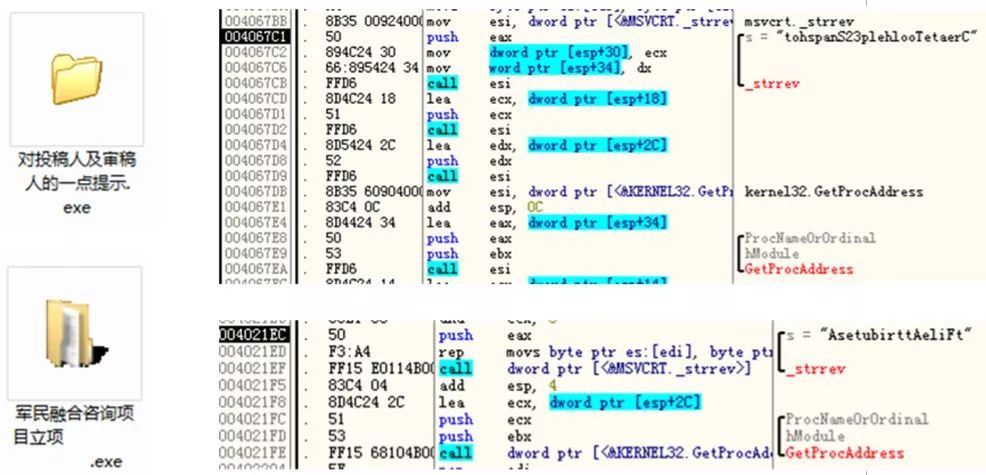 对投稿人及审稿
人的一点提示.
exe
军民融合咨询项
目立项
.exe
004067BB . 8B35 00924000 mov esi, dword ptr [<&MSVCRT._strrev msvcrt._strrev
004067C1 . 50 push eax s = "tohspanS23plehlooTetaerC"
004067C2 . 894C24 30 mov dword ptr [esp+30], ecx
004067C6 . 66:895424 34 mov word ptr [esp+34], dx
004067CB . FFD6 call esi _strrev
004067CD . 8D4C24 18 lea ecx, dword ptr [esp+18]
004067D1 . 51 push ecx
004067D2 . FFD6 call esi
004067D4 . 8D5424 2C lea edx, dword ptr [esp+2C]
004067D8 . 52 push edx
004067D9 . FFD6 call esi
004067DB . 8B35 60904000 mov esi, dword ptr [<&KERNEL32.GetPr kernel32.GetProcAddress
004067E1 . 83C4 0C add esp, 0C
004067E4 . 8D4424 34 lea eax, dword ptr [esp+34]
004067E8 . 50 push eax ProcNameOrOrdinal
004067E9 . 53 push ebx hModule
004067EA . FFD6 call esi GetProcAddress
004021EC . 50 push eax s = "AsetubirttAeliFt"
004021ED . F3:A4 rep movs byte ptr es:[edi], byte ptr
004021EF . FF15 E0114B00 call dword ptr [<&MSVCRT._strrev>] _strrev
004021F5 . 83C4 04 add esp, 4
004021F8 . 8D4C24 2C lea ecx, dword ptr [esp+2C]
004021FC . 51 push ecx ProcNameOrOrdinal
004021FD . 53 push ebx hModule
004021FE . FF15 68104B00 call dword ptr [<&KERNEL32.GetProcAd GetProcAddress